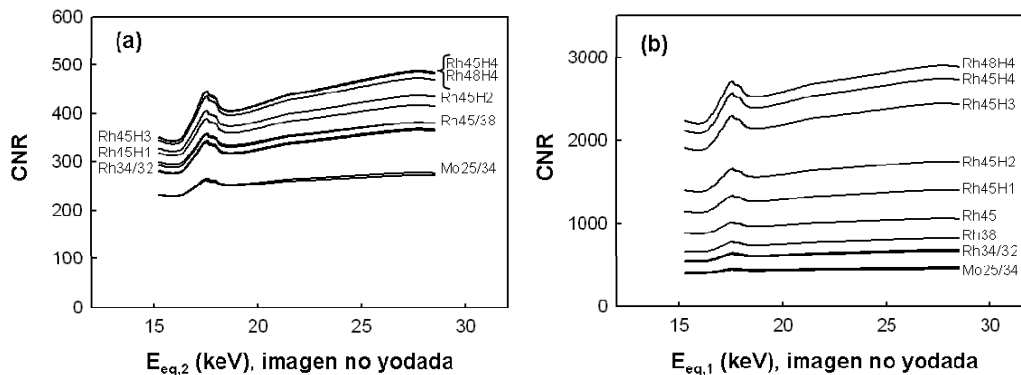 600
500
400
300
200
100
0
CNR
(a)
Rh45H4
Rh48H4
Rh45H2
Rh45/38
Mo25/34
Rh45H3
Rh45H1
Rh34/32
15
20
25
30
Eeq,2 (keV), imagen no yodada
3000
2000
1000
0
CNR
(b)
Rh48H4
Rh45H4
Rh45H3
Rh45H2
Rh45H1
Rh45
Rh38
Rh34/32
Mo25/34
15
20
25
30
Eeq,1 (keV), imagen no yodada